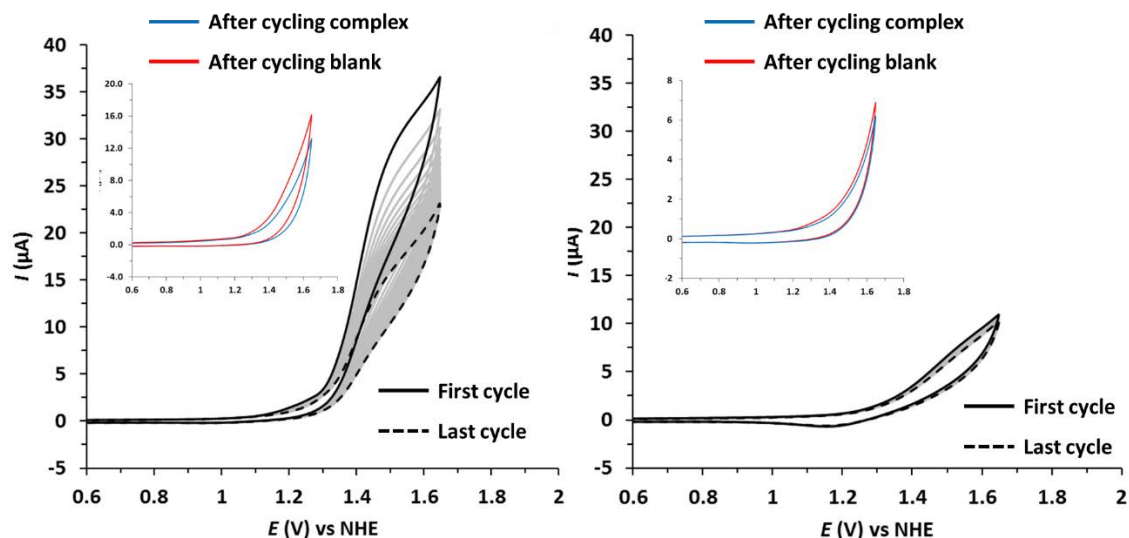 After cycling complex
After cycling blank
40
35
30
25
20
15
10
5
0
-5
I (µA)
20.0
16.0
12.0
8.0
4.0
0.0
-4.0
0.6 0.8 1 1.2 1.4 1.6 1.8
First cycle
Last cycle
0.6 0.8 1 1.2 1.4 1.6 1.8 2
E (V) vs NHE
After cycling complex
After cycling blank
40
35
30
25
20
15
10
5
0
-5
I (µA)
8
6
4
2
0
-2
0.6 0.8 1 1.2 1.4 1.6 1.8
First cycle
Last cycle
0.6 0.8 1 1.2 1.4 1.6 1.8 2
E (V) vs NHE